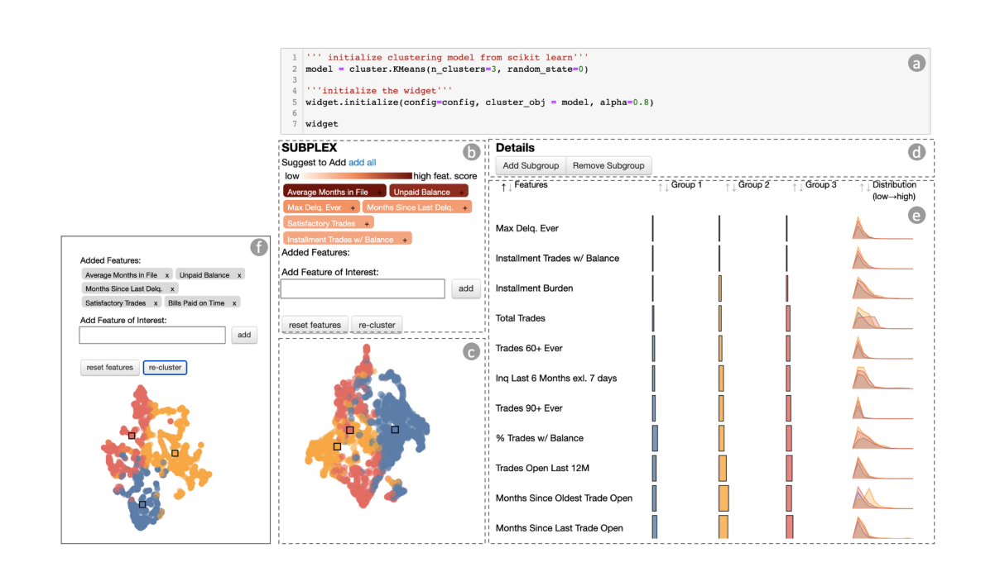 1 ''' initialize clustering model from scikit learn'''
2 model = cluster.KMeans(n_clusters=3, random_state=0)
3
4 '''initialize the widget'''
5 widget.initialize(config=config, cluster_obj = model, alpha=0.8)
6
7 widget
a
SUBPLEX
b
Suggest to Add add all
low high feat. score
Average Months in File + Unpaid Balance +
Max Delq. Ever + Months Since Last Delq. +
Satisfactory Trades +
Installment Trades w/ Balance +
Added Features:
Add Feature of Interest:
add
reset features re-cluster
c
Details
d
Add Subgroup Remove Subgroup
↑↓ Features ↑↓ Group 1 ↑↓ Group 2 ↑↓ Group 3 ↑↓ Distribution
(low→high)
e
Max Delq. Ever
Installment Trades w/ Balance
Installment Burden
Total Trades
Trades 60+ Ever
Inq Last 6 Months exl. 7 days
Trades 90+ Ever
% Trades w/ Balance
Trades Open Last 12M
Months Since Oldest Trade Open
Months Since Last Trade Open
f
Added Features:
Average Months in File x Unpaid Balance x
Months Since Last Delq. x
Satisfactory Trades x Bills Paid on Time x
Add Feature of Interest:
add
reset features re-cluster